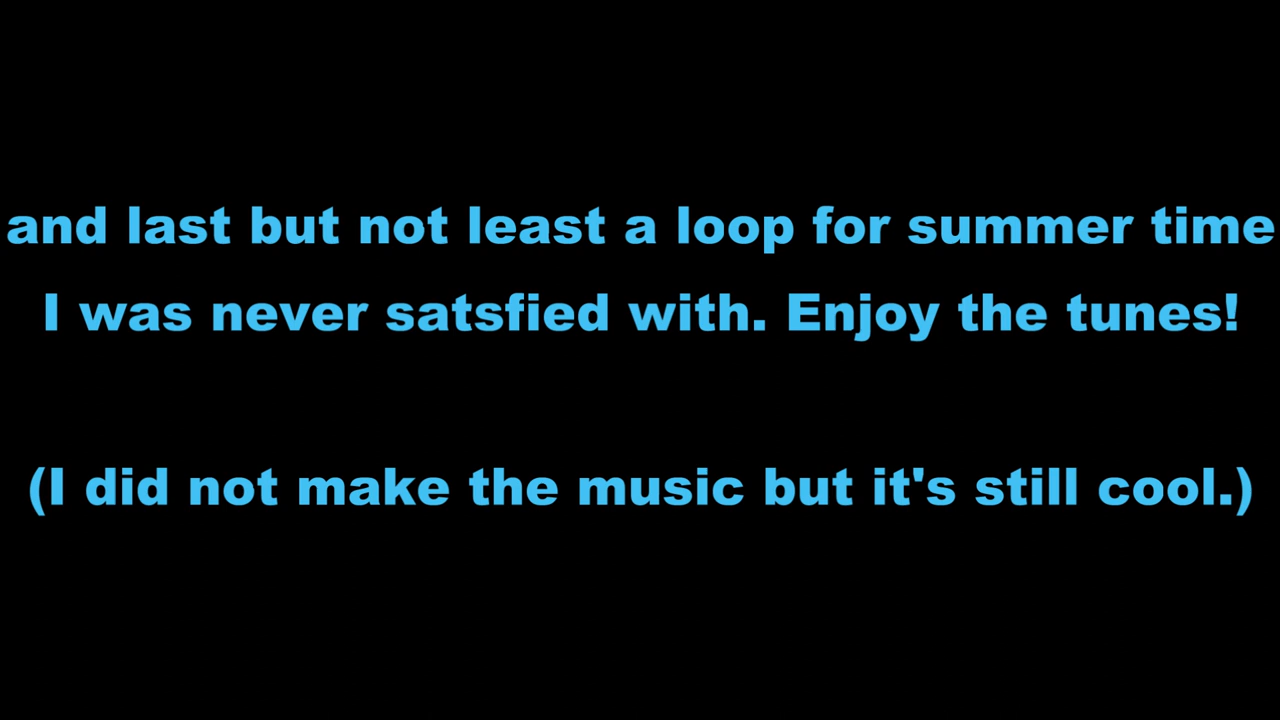 and last but not least a loop for summer time
I was never satsfied with. Enjoy the tunes!
(I did not make the music but it's still cool.)